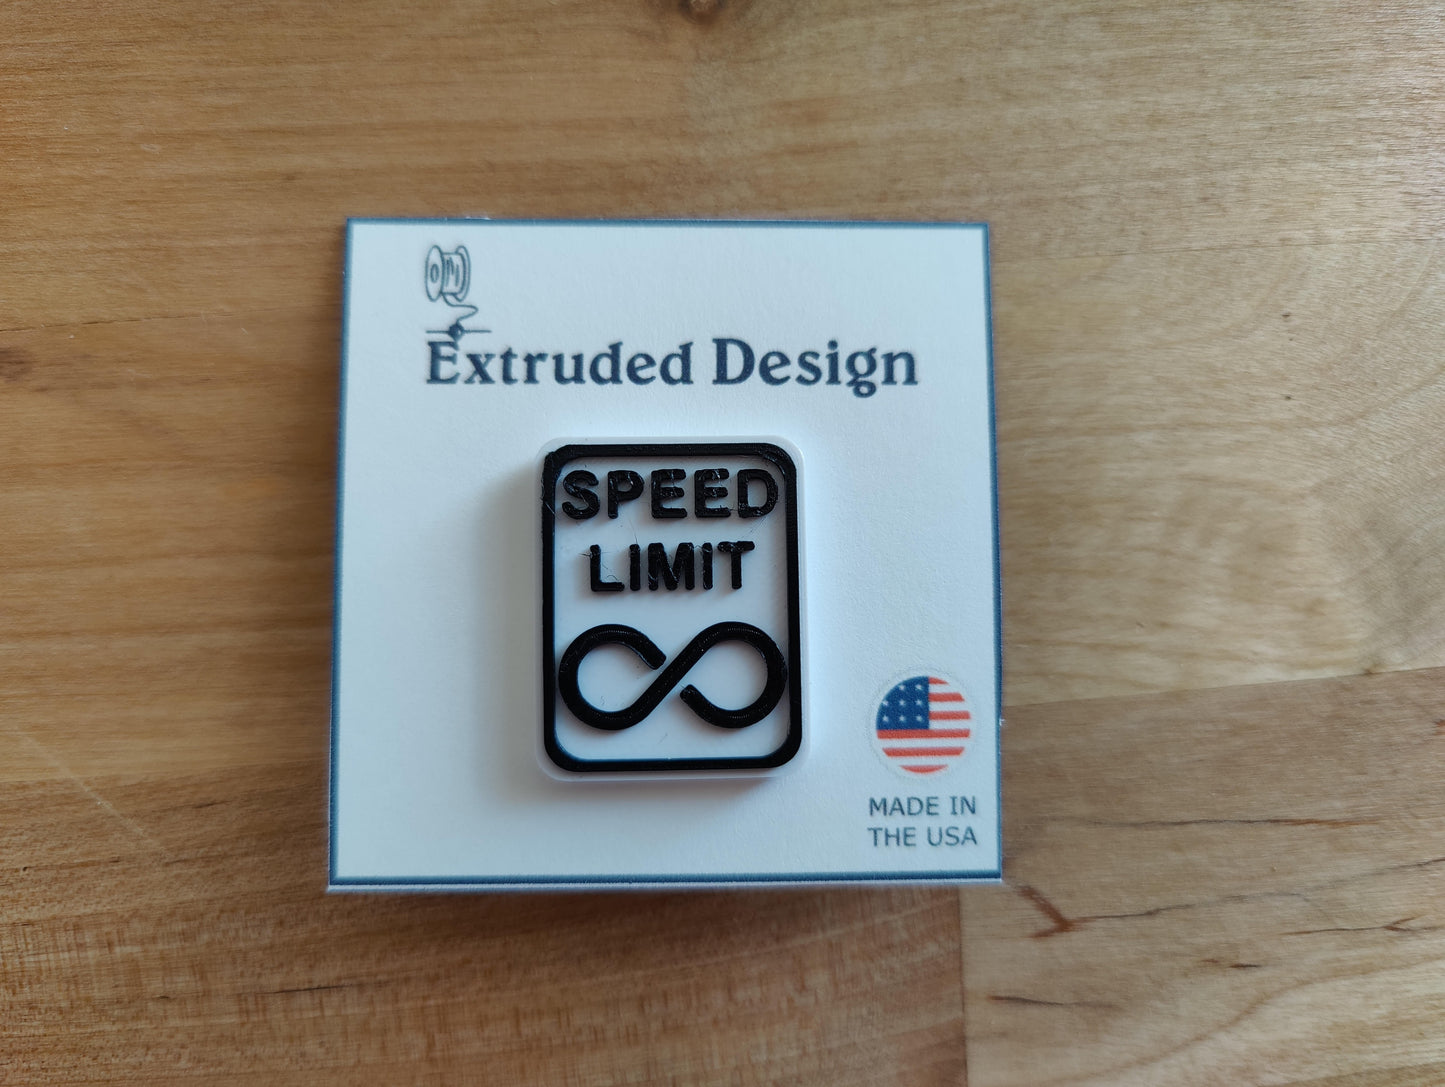 Extruded Design
SPEED
LIMIT
∞
MADE IN
THE USA